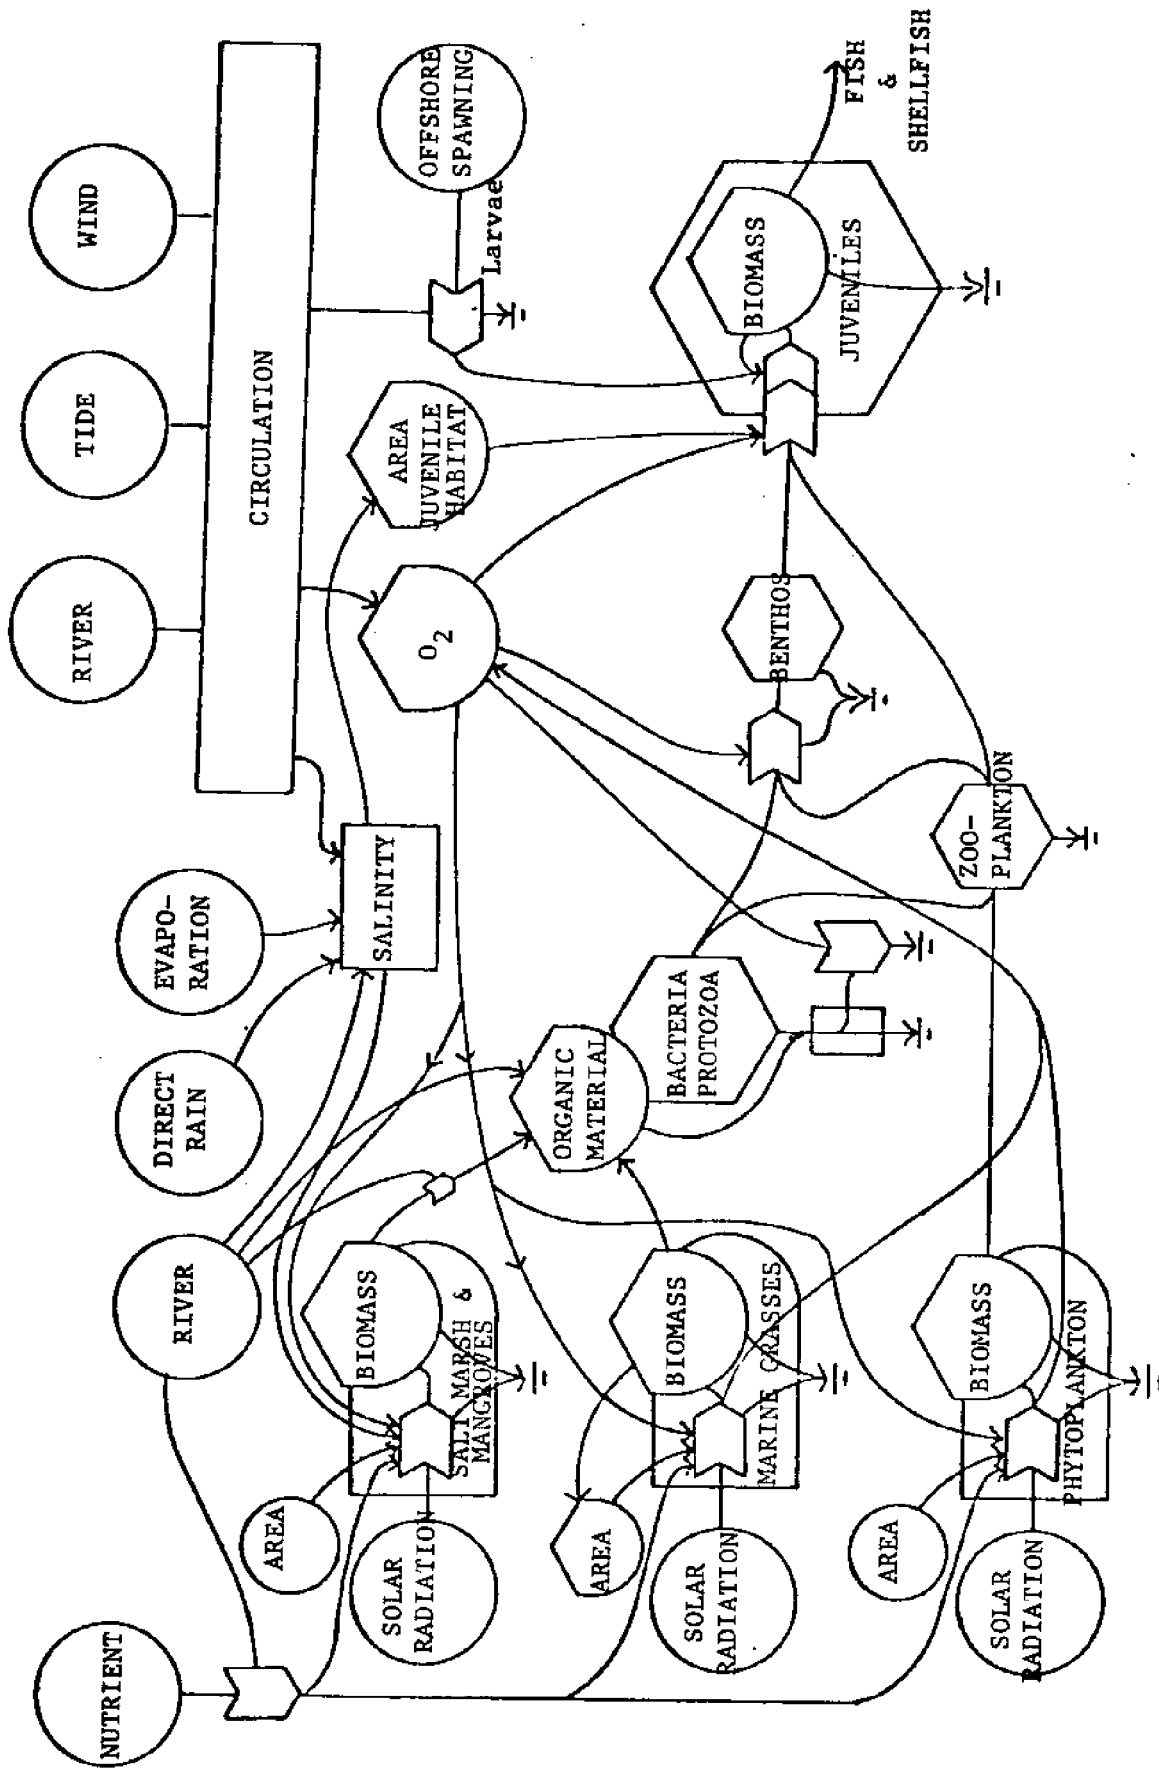 NUTRIENT
RIVER
DIRECT
RAIN
EVAPO-
RATION
RIVER
TIDE
WIND
CIRCULATION
SALINITY
O2
AREA
JUVENILE
HABITAT
OFFSHORE
SPAWNING
Larvae
AREA
SOLAR
RADIATION
BIOMASS
SALT MARSH &
MANGROVES
ORGANIC
MATERIAL
BACTERIA
PROTOZOA
BENTHOS
BIOMASS
JUVENILES
FISH
&
SHELLFISH
AREA
SOLAR
RADIATION
BIOMASS
MARINE GRASSES
ZOO-
PLANKTON
AREA
SOLAR
RADIATION
BIOMASS
PHYTOPLANKTON